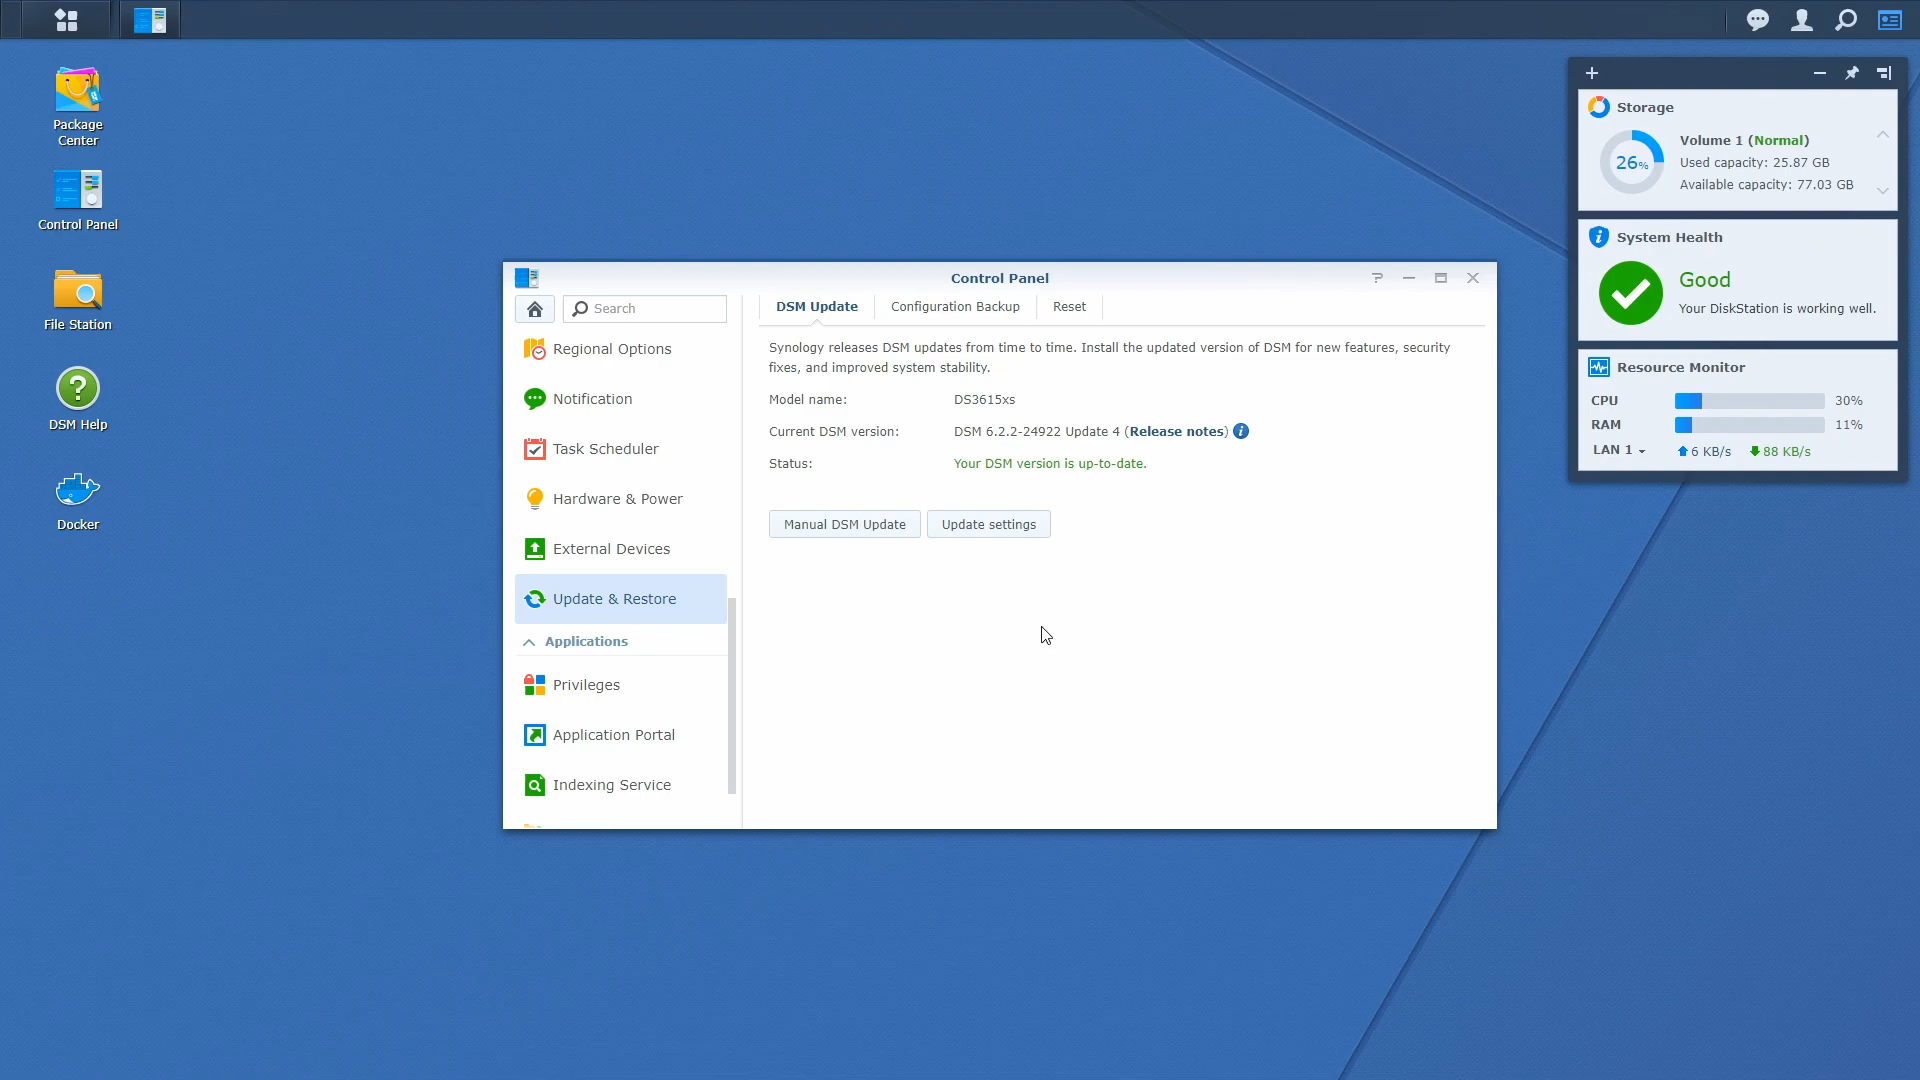 Package
Center
Control Panel
File Station
DSM Help
Docker
Control Panel
Search
Regional Options
Notification
Task Scheduler
Hardware & Power
External Devices
Update & Restore
Applications
Privileges
Application Portal
Indexing Service
DSM Update
Configuration Backup
Reset
Synology releases DSM updates from time to time. Install the updated version of DSM for new features, security
fixes, and improved system stability.
Model name: DS3615xs
Current DSM version: DSM 6.2.2-24922 Update 4 (Release notes)
Status: Your DSM version is up-to-date.
Manual DSM Update
Update settings
Storage
26%
Volume 1 (Normal)
Used capacity: 25.87 GB
Available capacity: 77.03 GB
System Health
Good
Your DiskStation is working well.
Resource Monitor
CPU 30%
RAM 11%
LAN 1 6 KB/s 88 KB/s